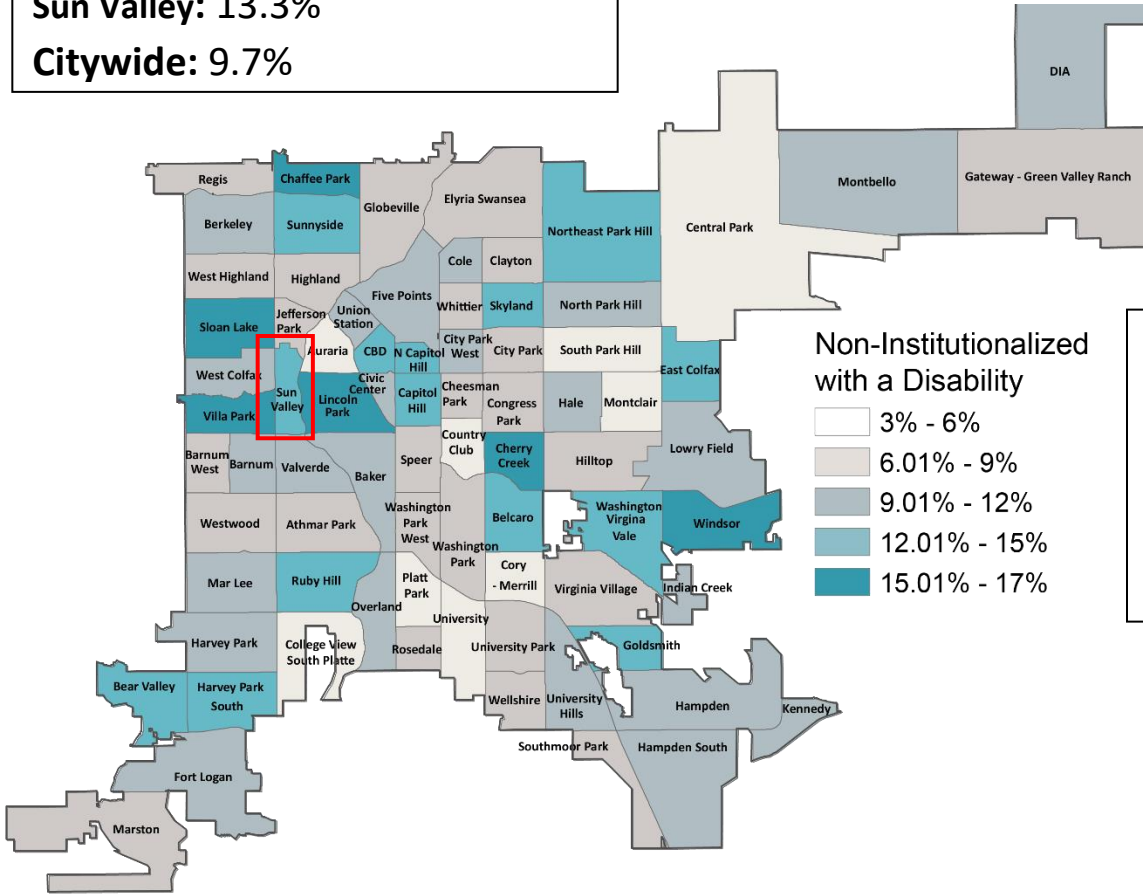 Sun Valley: 13.3%
Citywide: 9.7%
DIA
Regis
Chaffee Park
Globeville
Elyria Swansea
Montbello
Gateway - Green Valley Ranch
Berkeley
Sunnyside
Northeast Park Hill
Central Park
West Highland
Highland
Cole
Clayton
Five Points
Sloan Lake
Jefferson
Park
Union
Station
Whittier
Skyland
North Park Hill
Auraria
CBD
N Capitol
Hill
City Park
West
City Park
South Park Hill
East Colfax
West Colfax
Sun
Valley
Villa Park
Lincoln
Park
Civic
Center
Capitol
Hill
Cheesman
Park
Congress
Park
Hale
Montclair
Non-Institutionalized
with a Disability
3% - 6%
6.01% - 9%
9.01% - 12%
12.01% - 15%
15.01% - 17%
Barnum
West
Barnum
Valverde
Baker
Speer
Country
Club
Cherry
Creek
Hilltop
Lowry Field
Westwood
Athmar Park
Washington
Park
West
Washington
Park
Belcaro
Washington
Virgina
Vale
Windsor
Mar Lee
Ruby Hill
Overland
Platt
Park
Cory
- Merrill
Virginia Village
Indian Creek
University
Harvey Park
College View
South Platte
Rosedale
University Park
Goldsmith
Bear Valley
Harvey Park
South
Wellshire
University
Hills
Hampden
Kennedy
Southmoor Park
Hampden South
Fort Logan
Marston